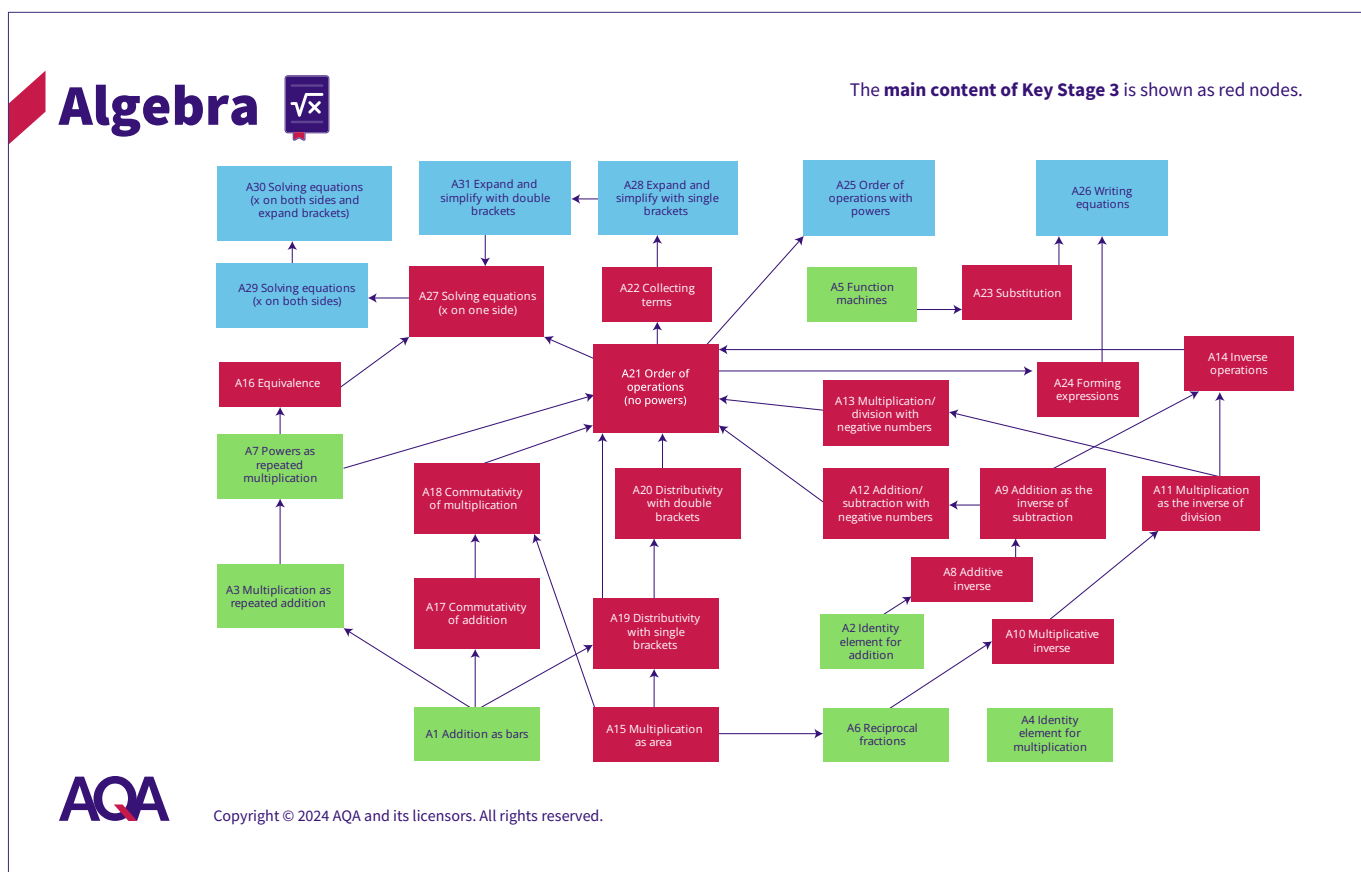 Algebra
√x
The main content of Key Stage 3 is shown as red nodes.
A30 Solving equations
(x on both sides and
expand brackets)
A31 Expand and
simplify with double
brackets
A28 Expand and
simplify with single
brackets
A25 Order of
operations with
powers
A26 Writing
equations
A29 Solving equations
(x on both sides)
A27 Solving equations
(x on one side)
A22 Collecting
terms
A5 Function
machines
A23 Substitution
A16 Equivalence
A21 Order of
operations
(no powers)
A14 Inverse
operations
A24 Forming
expressions
A13 Multiplication/
division with
negative numbers
A7 Powers as
repeated
multiplication
A18 Commutativity
of multiplication
A20 Distributivity
with double
brackets
A12 Addition/
subtraction with
negative numbers
A9 Addition as the
inverse of
subtraction
A11 Multiplication
as the inverse of
division
A3 Multiplication as
repeated addition
A17 Commutativity
of addition
A19 Distributivity
with single
brackets
A8 Additive
inverse
A2 Identity
element for
addition
A10 Multiplicative
inverse
A1 Addition as bars
A15 Multiplication
as area
A6 Reciprocal
fractions
A4 Identity
element for
multiplication
AQA
Copyright © 2024 AQA and its licensors. All rights reserved.